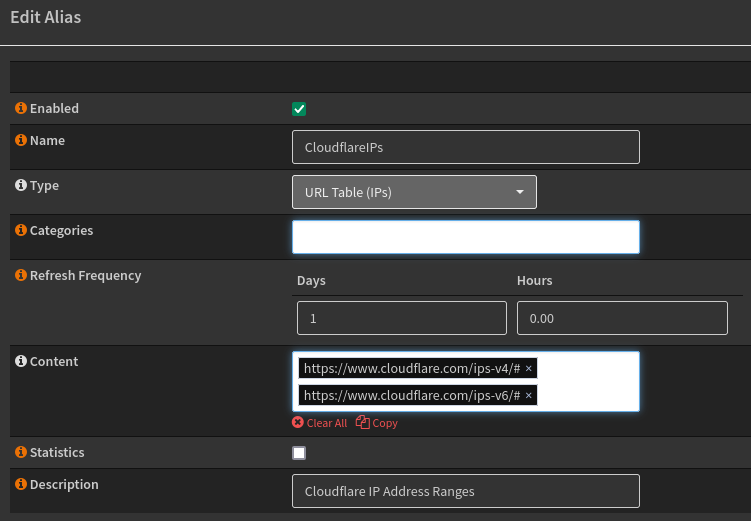 Edit Alias
Enabled
Name
CloudflareIPs
Type
URL Table (IPs)
Categories
Refresh Frequency
Days Hours
1 0.00
Content
https://www.cloudflare.com/ips-v4/# ×
https://www.cloudflare.com/ips-v6/# ×
Clear All Copy
Statistics
Description
Cloudflare IP Address Ranges